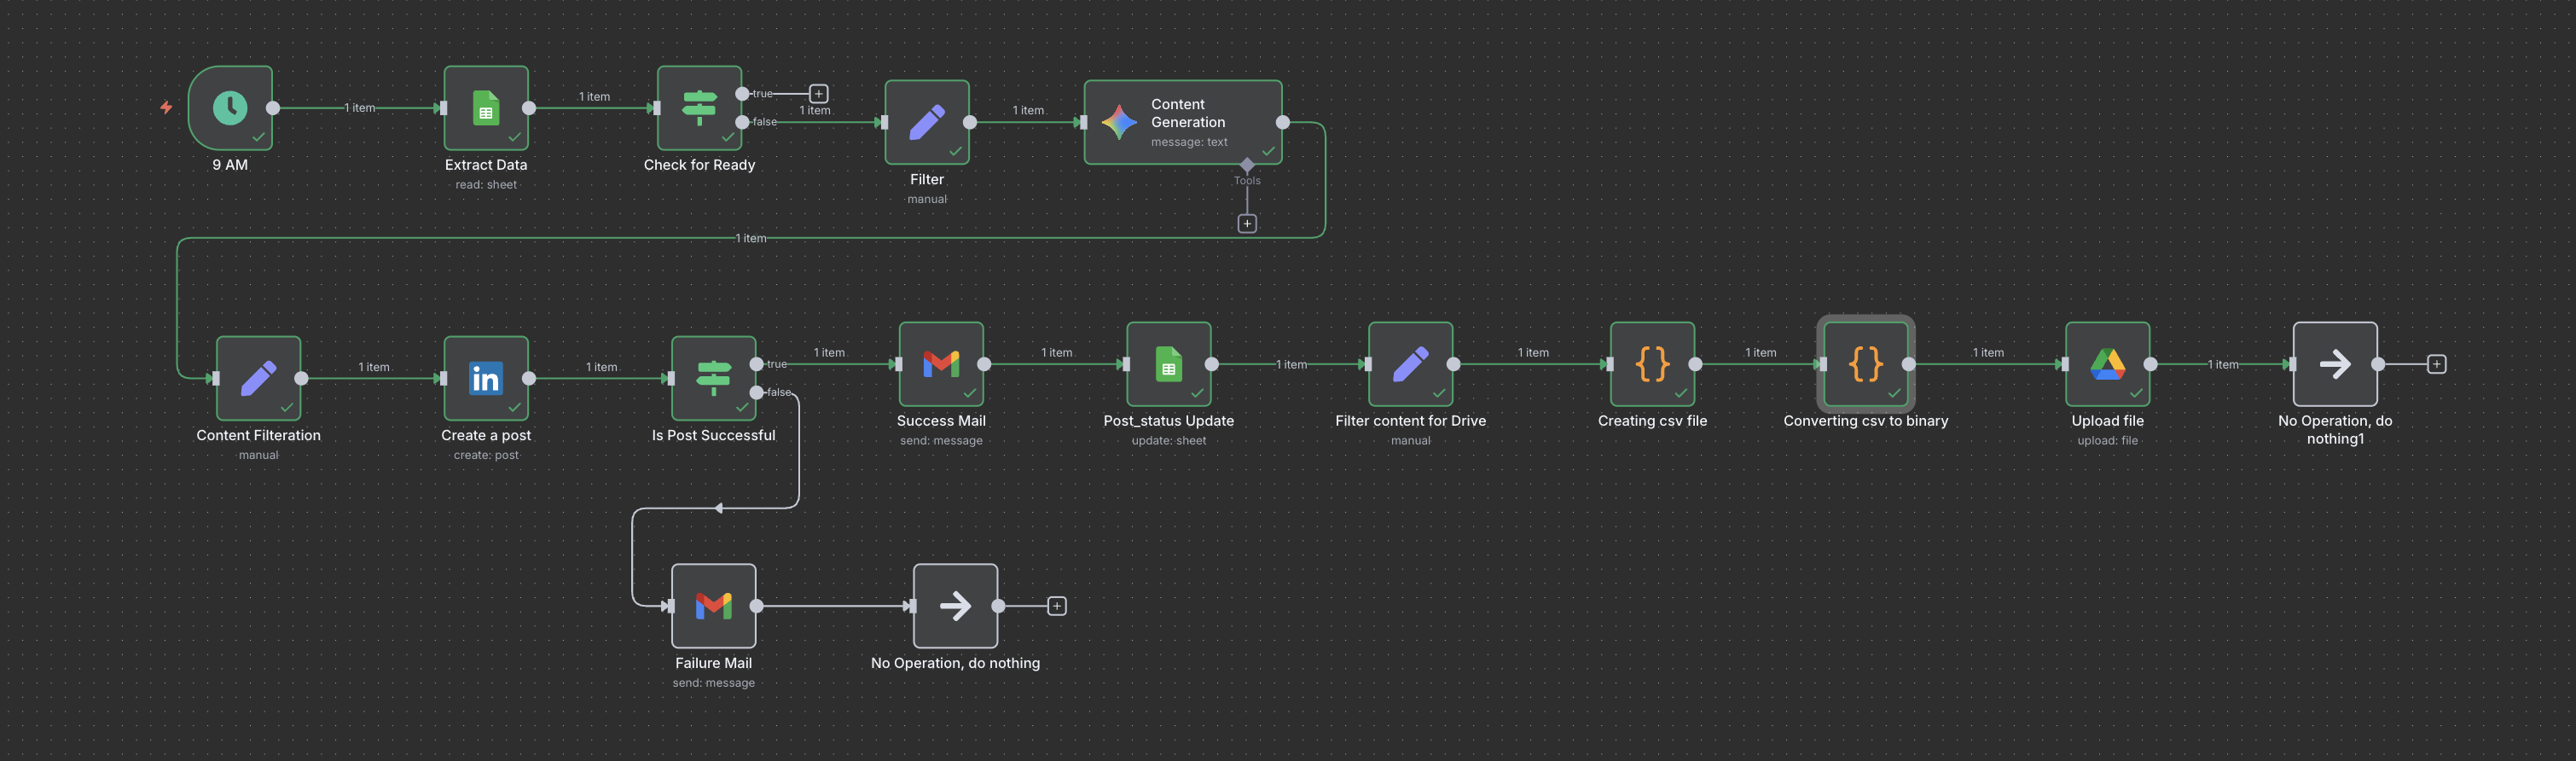 1 item
1 item
true
1 item
false
1 item
Content
Generation
message: text
9 AM
Extract Data
read: sheet
Check for Ready
Filter
manual
Tools
1 item
1 item
1 item
true
false
1 item
1 item
1 item
1 item
1 item
1 item
1 item
Content Filteration
manual
Create a post
create: post
in
Is Post Successful
Success Mail
send: message
Post_status Update
update: sheet
Filter content for Drive
manual
{}
Creating csv file
{}
Converting csv to binary
Upload file
upload: file
No Operation, do
nothing1
Failure Mail
send: message
No Operation, do nothing